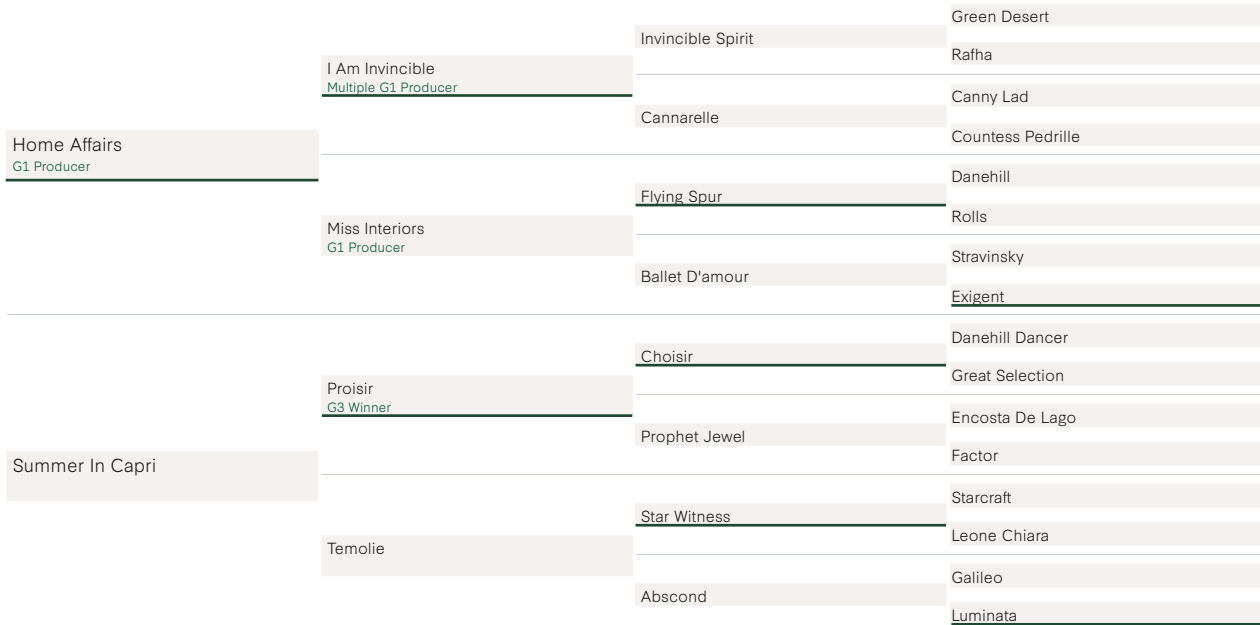 Home Affairs
G1 Producer
Summer In Capri
I Am Invincible
Multiple G1 Producer
Miss Interiors
G1 Producer
Proisir
G3 Winner
Temolie
Invincible Spirit
Cannarelle
Flying Spur
Ballet D'amour
Choisir
Prophet Jewel
Star Witness
Abscond
Green Desert
Rafha
Canny Lad
Countess Pedrille
Danehill
Rolls
Stravinsky
Exigent
Danehill Dancer
Great Selection
Encosta De Lago
Factor
Starcraft
Leone Chiara
Galileo
Luminata